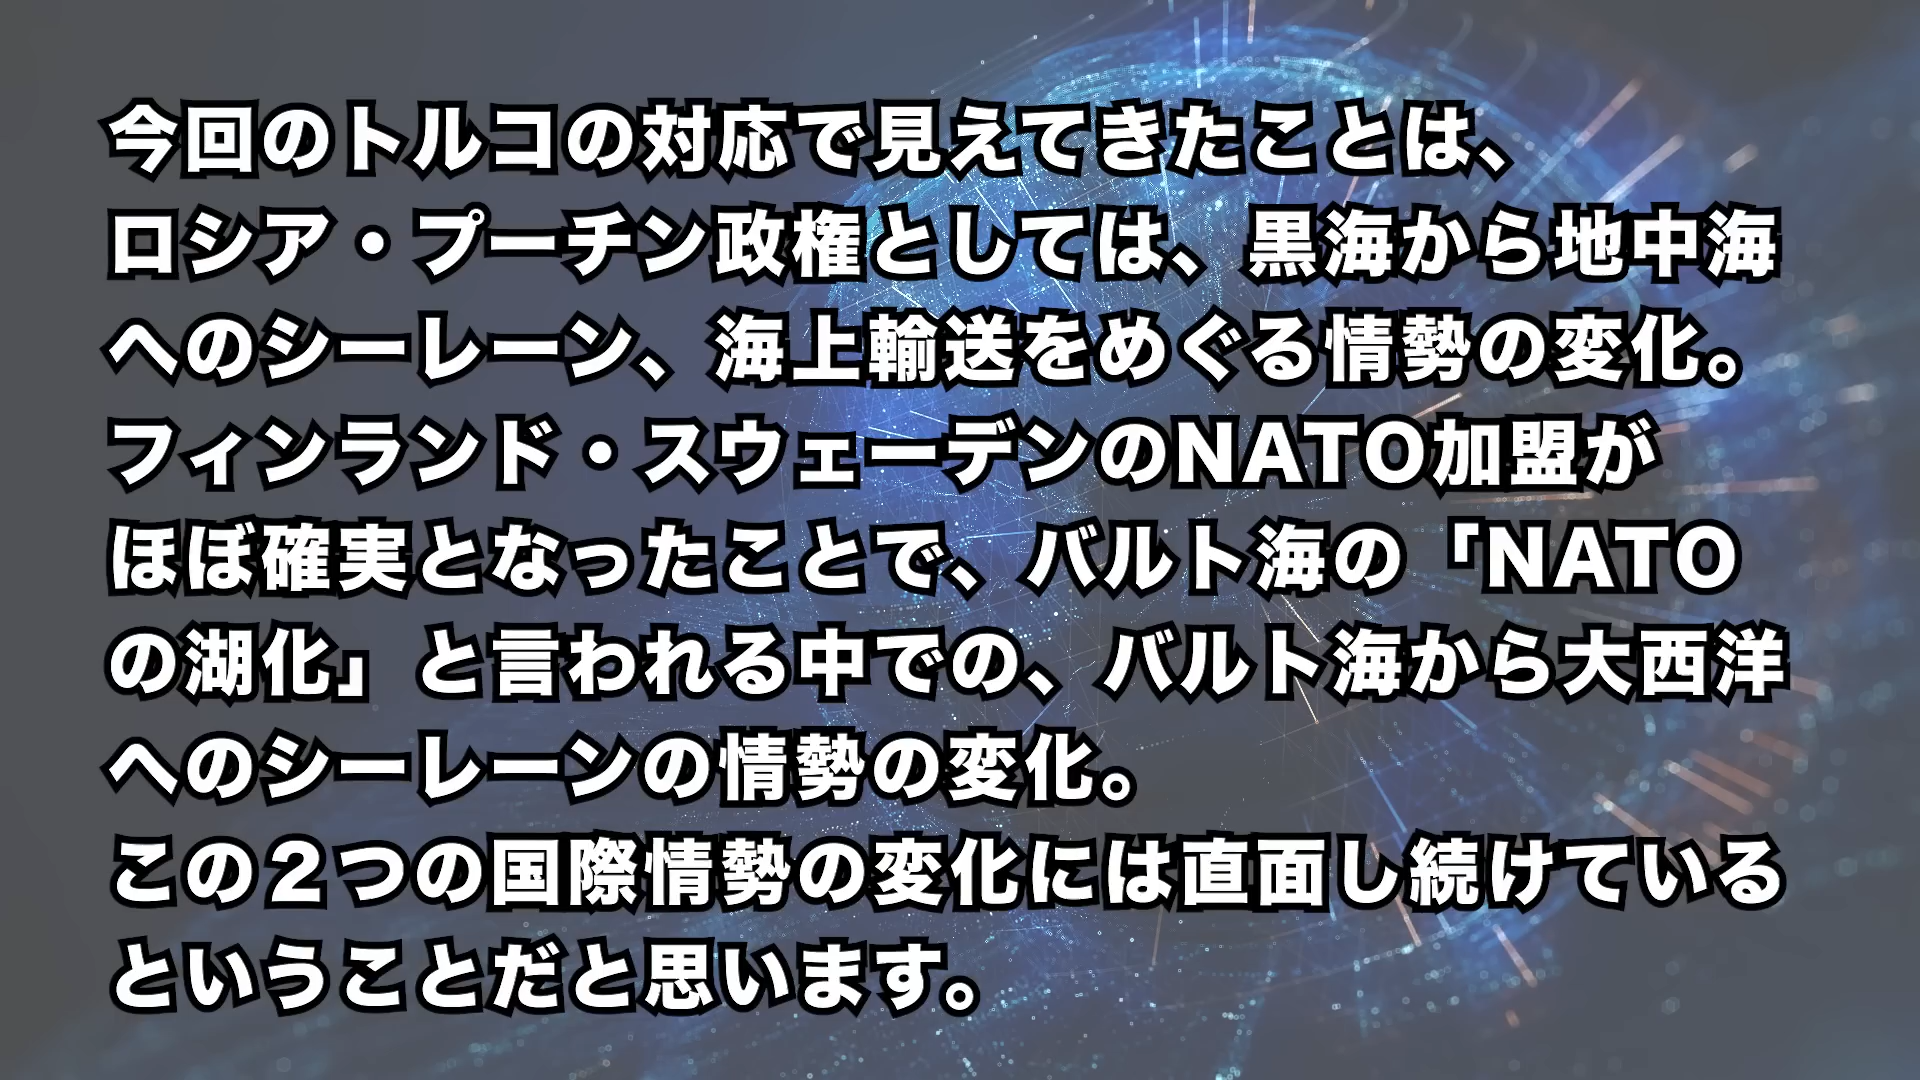 今回のトルコの対応で見えてきたことは、
ロシア・プーチン政権としては、黒海から地中海
へのシーレーン、海上輸送をめぐる情勢の変化。
フィンランド・スウェーデンのNATO加盟が
ほぼ確実となったことで、バルト海の「NATO
の湖化」と言われる中での、バルト海から大西洋
へのシーレーンの情勢の変化。
この２つの国際情勢の変化には直面し続けている
ということだと思います。